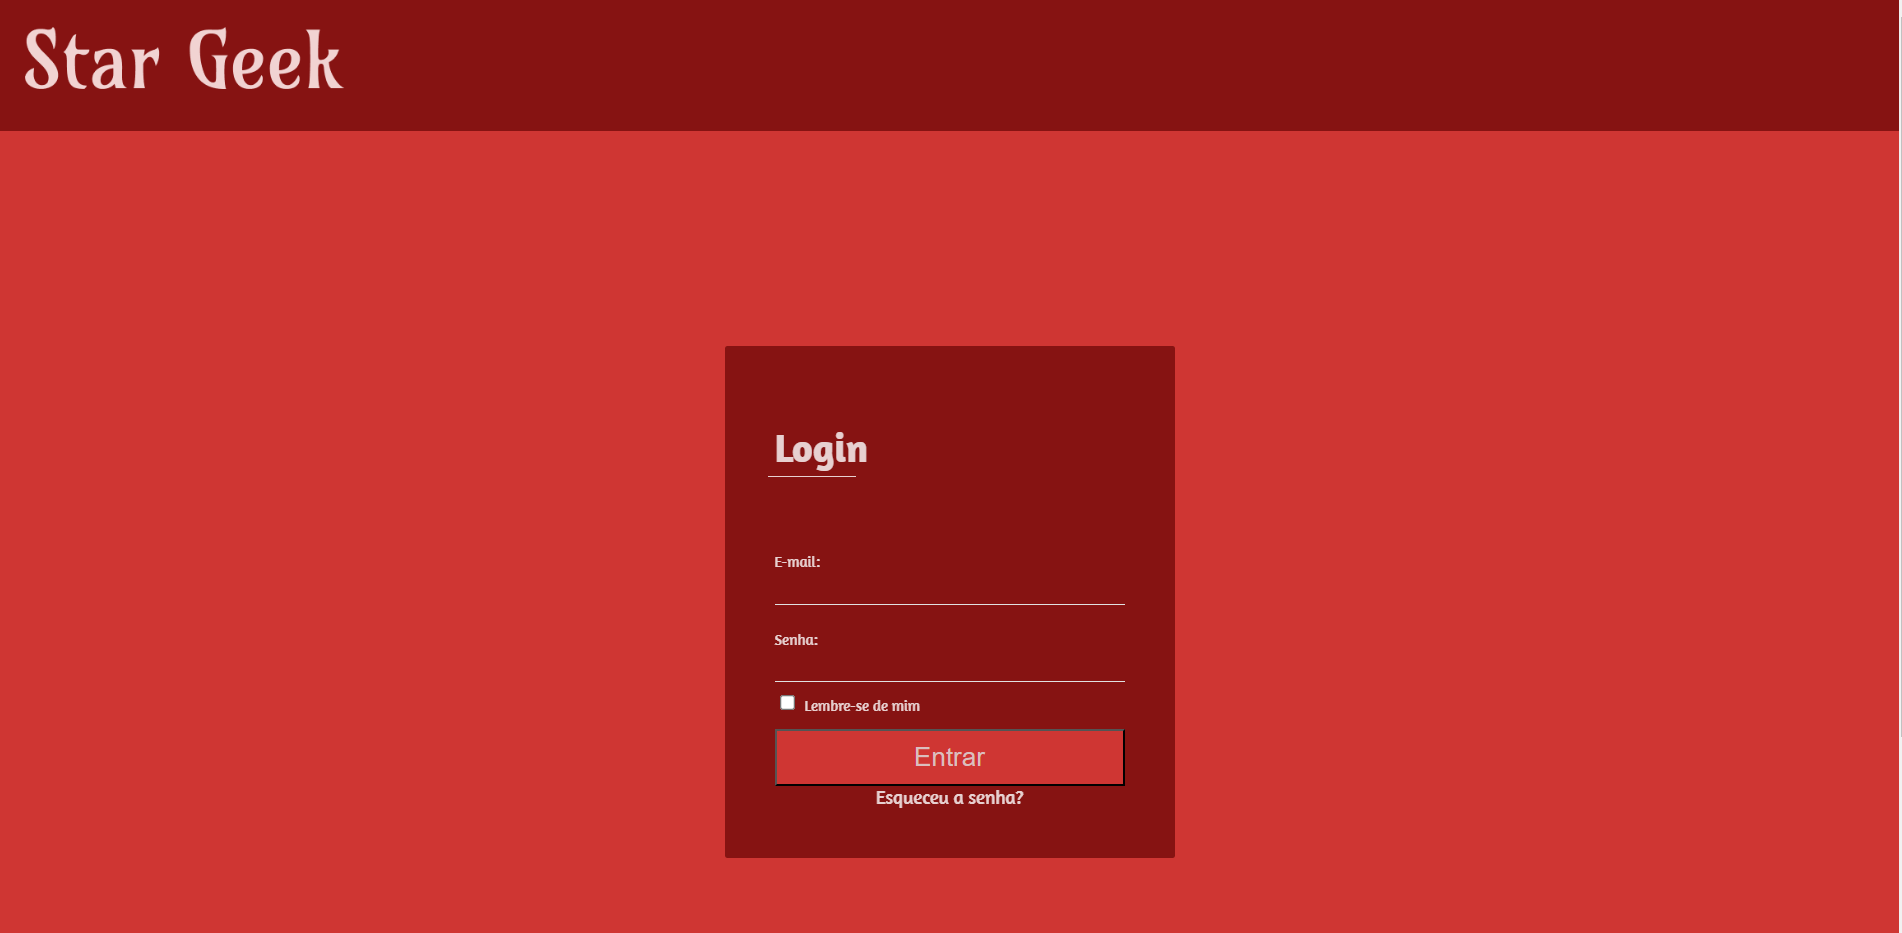 Star Geek
Login
E-mail:
Senha:
Lembre-se de mim
Entrar
Esqueceu a senha?